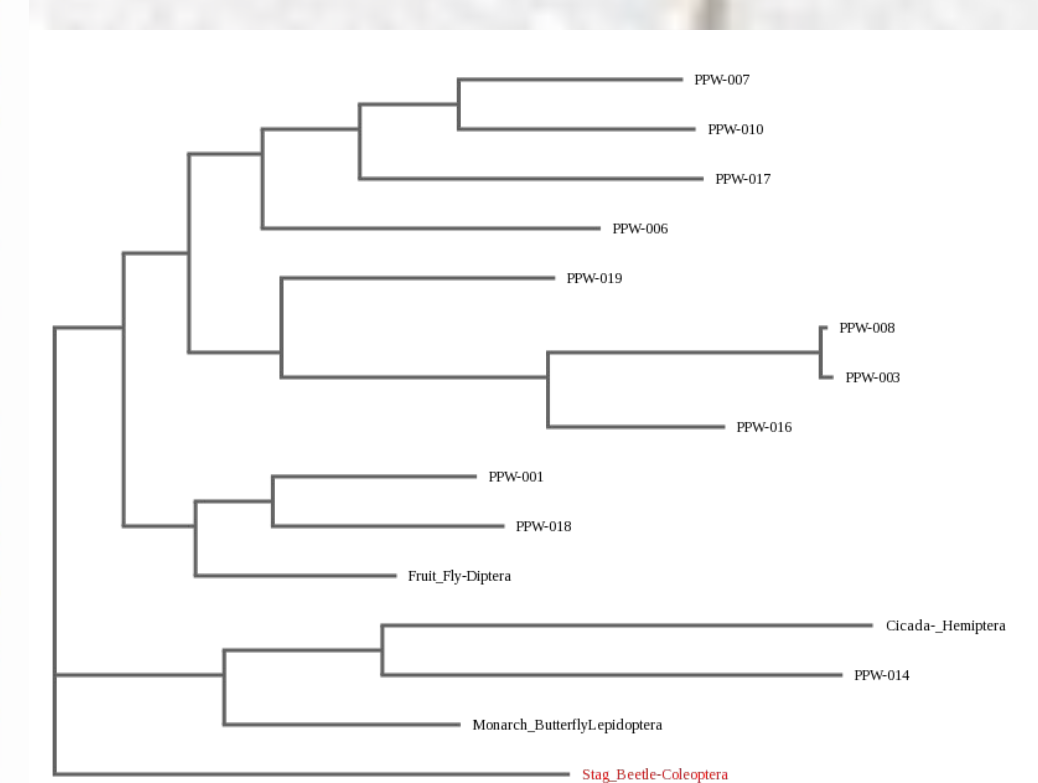 PPW-007
PPW-010
PPW-017
PPW-006
PPW-019
PPW-008
PPW-003
PPW-016
PPW-001
PPW-018
Fruit_Fly-Diptera
Cicada-_Hemiptera
PPW-014
Monarch_ButterflyLepidoptera
Stag_Beetle-Coleoptera